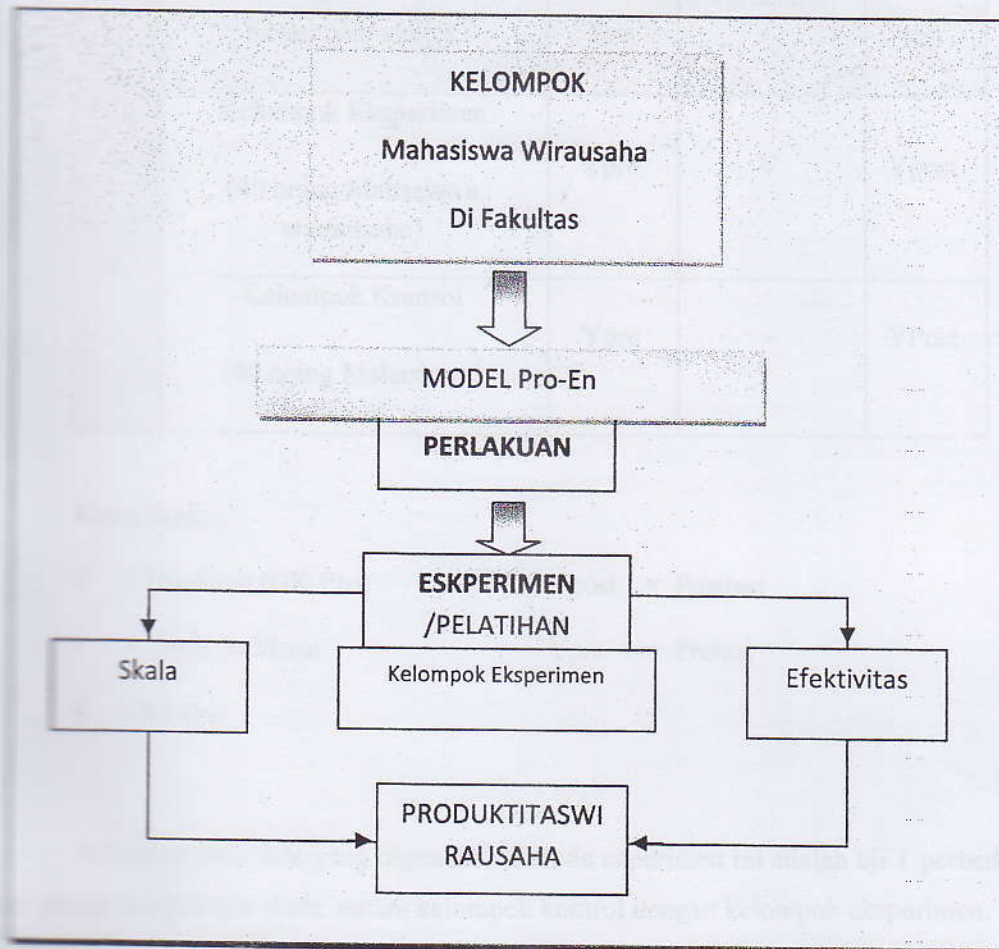 KELOMPOK
Mahasiswa Wirausaha
Di Fakultas
MODEL Pro-En
PERLAKUAN
ESKPERIMEN
/PELATIHAN
Kelompok Eksperimen
Skala
Efektivitas
PRODUKTITASWI
RAUSAHA